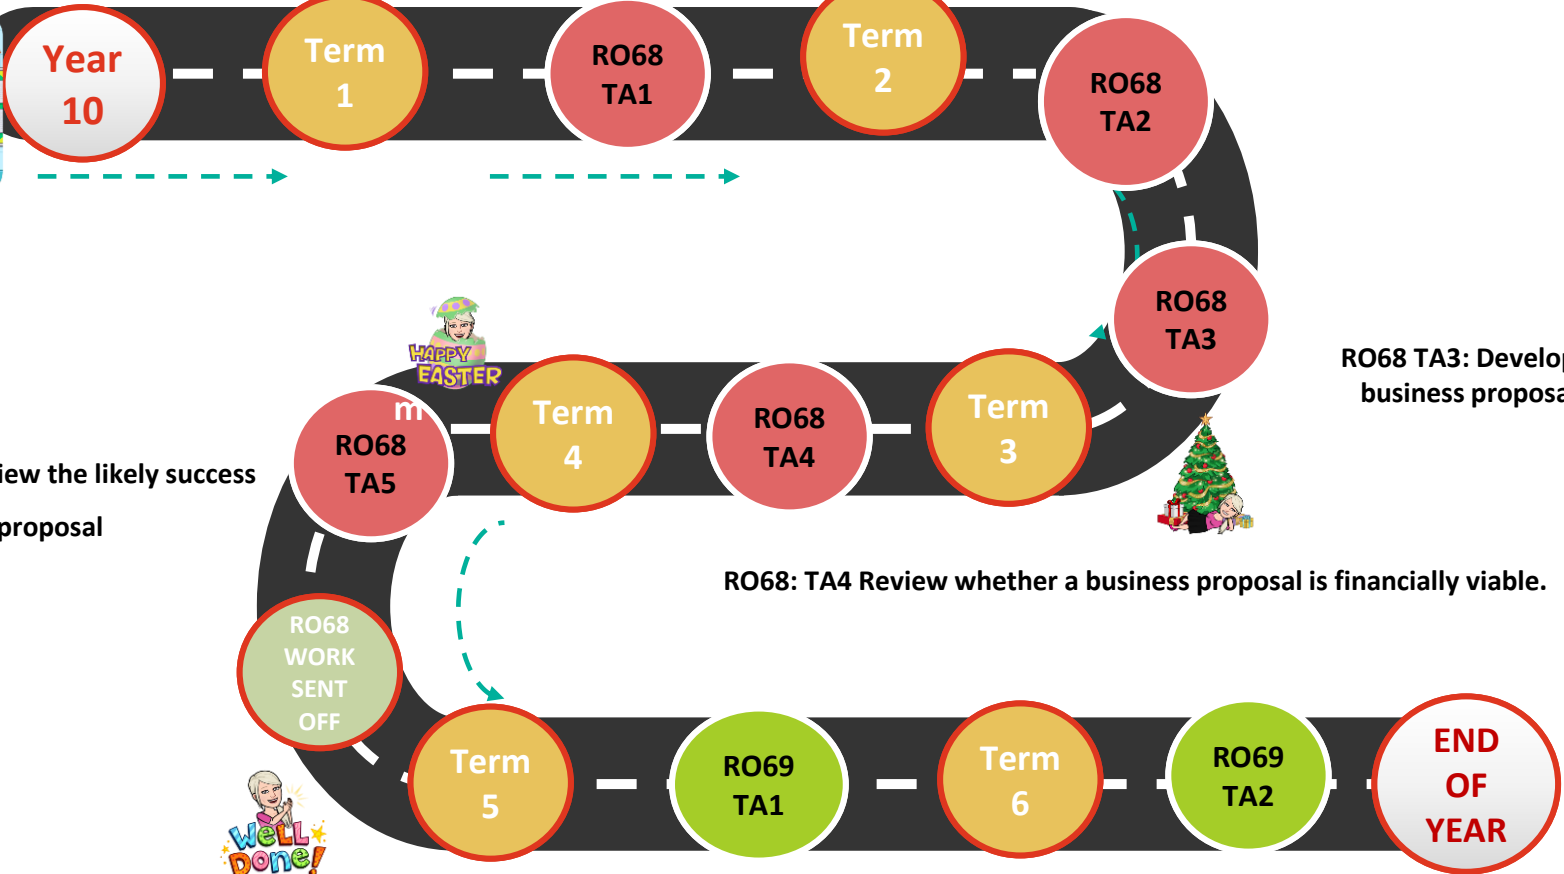 Year
10
Term
1
RO68
TA1
Term
2
RO68
TA2
RO68
TA3
RO68 TA3: Develop
business proposa
HAPPY
EASTER
m
RO68
TA5
Term
4
RO68
TA4
Term
3
iew the likely success
proposal
RO68: TA4 Review whether a business proposal is financially viable.
RO68
WORK
SENT
OFF
Term
5
RO69
TA1
Term
6
RO69
TA2
END
OF
YEAR
WeLL
Done!